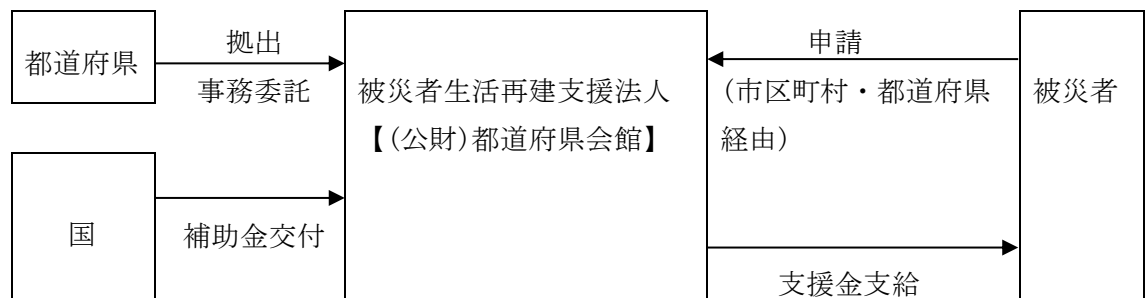 都道府県
拠出
事務委託
国
補助金交付
被災者生活再建支援法人
【(公財)都道府県会館】
申請
(市区町村・都道府県
経由)
支援金支給
被災者